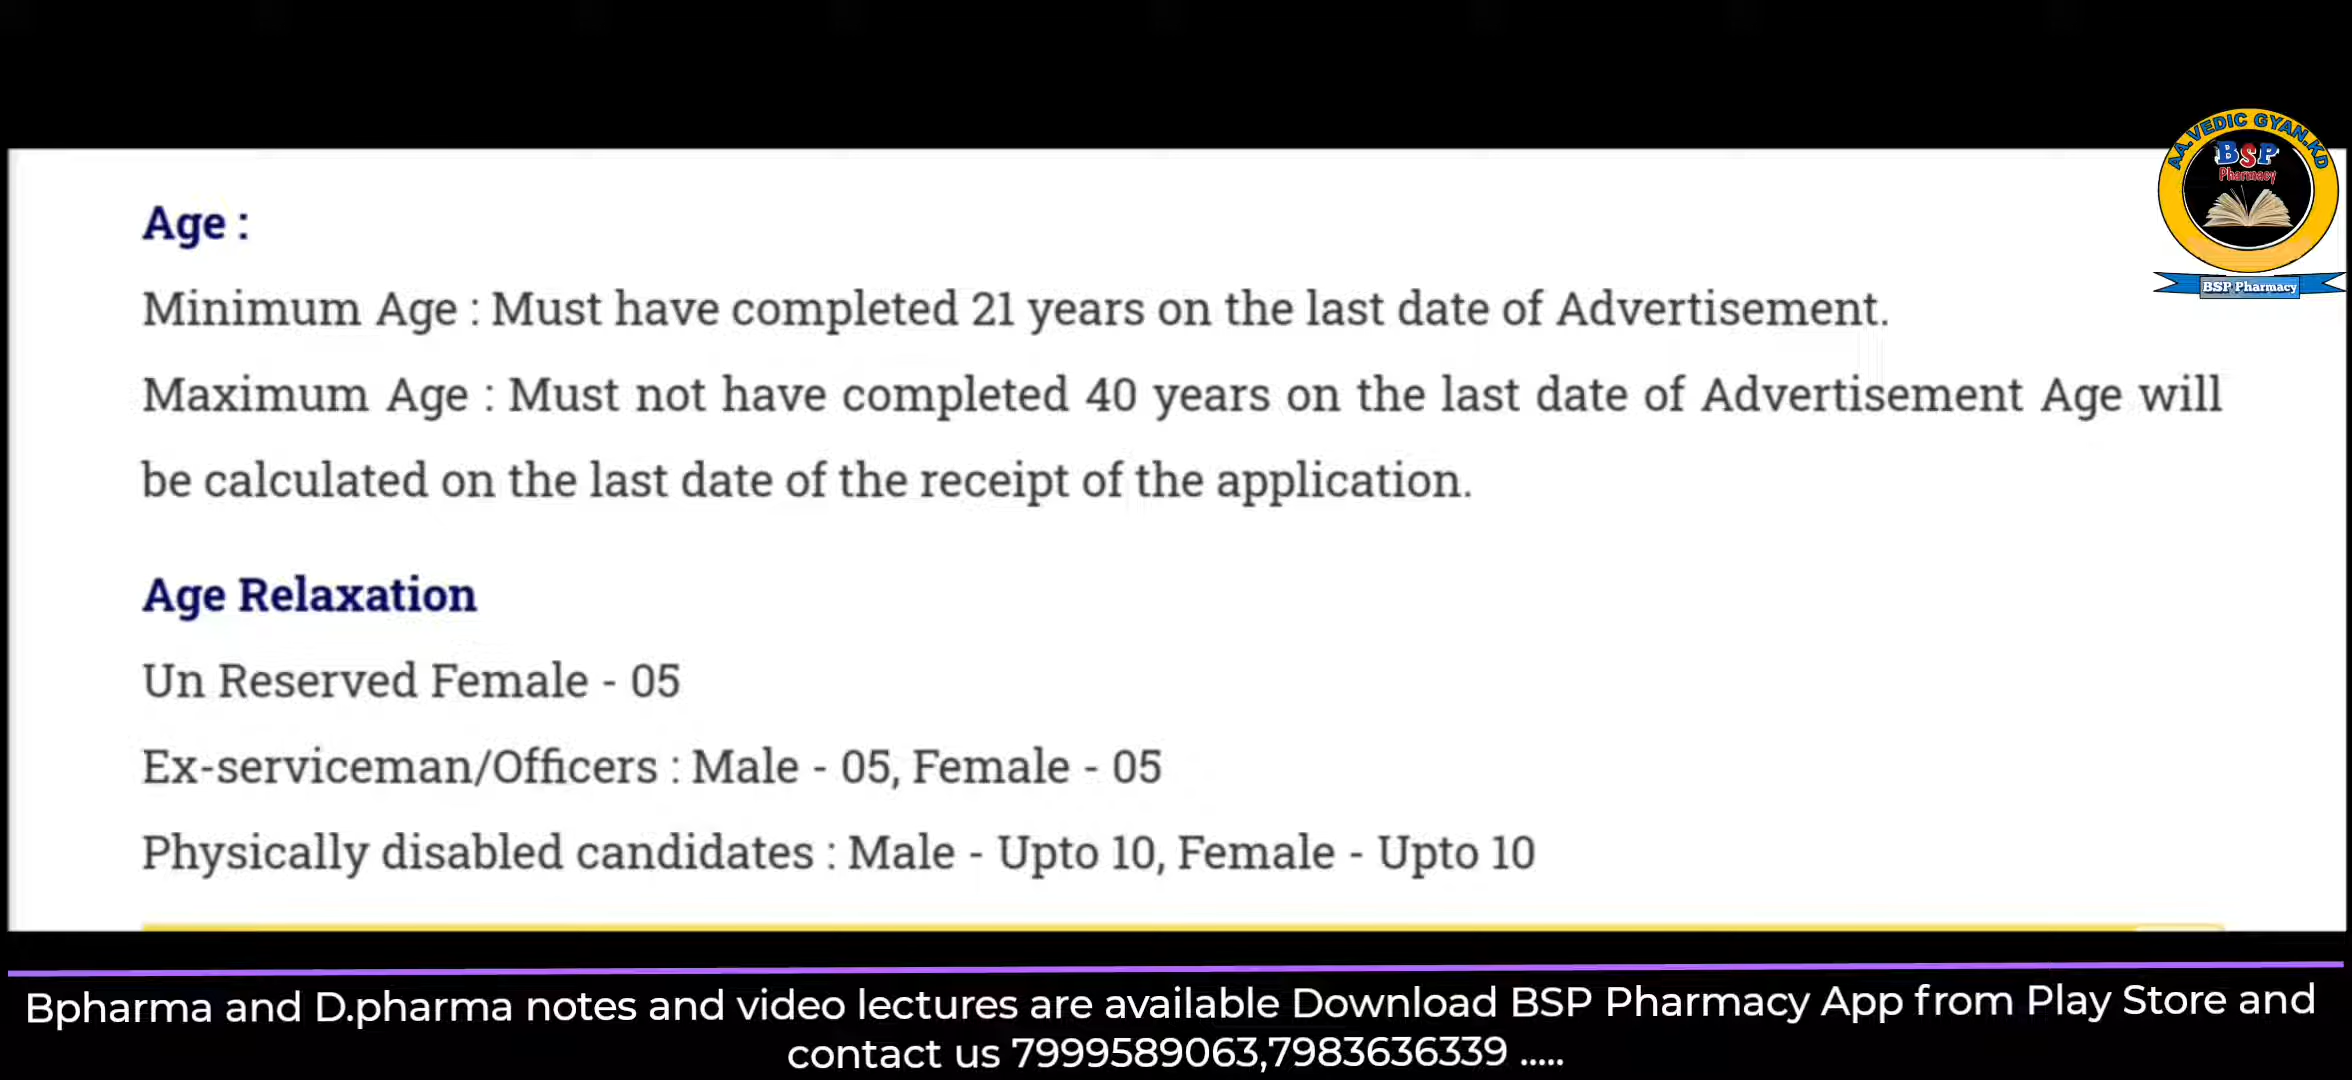 AA.VEDIC GYAN.KD
BSP
Pharmacy
BSP Pharmacy
Age :
Minimum Age : Must have completed 21 years on the last date of Advertisement.
Maximum Age : Must not have completed 40 years on the last date of Advertisement Age will
be calculated on the last date of the receipt of the application.
Age Relaxation
Un Reserved Female - 05
Ex-serviceman/Officers : Male - 05, Female - 05
Physically disabled candidates : Male - Upto 10, Female - Upto 10
Bpharma and D.pharma notes and video lectures are available Download BSP Pharmacy App from Play Store and
contact us 7999589063,7983636339 .....